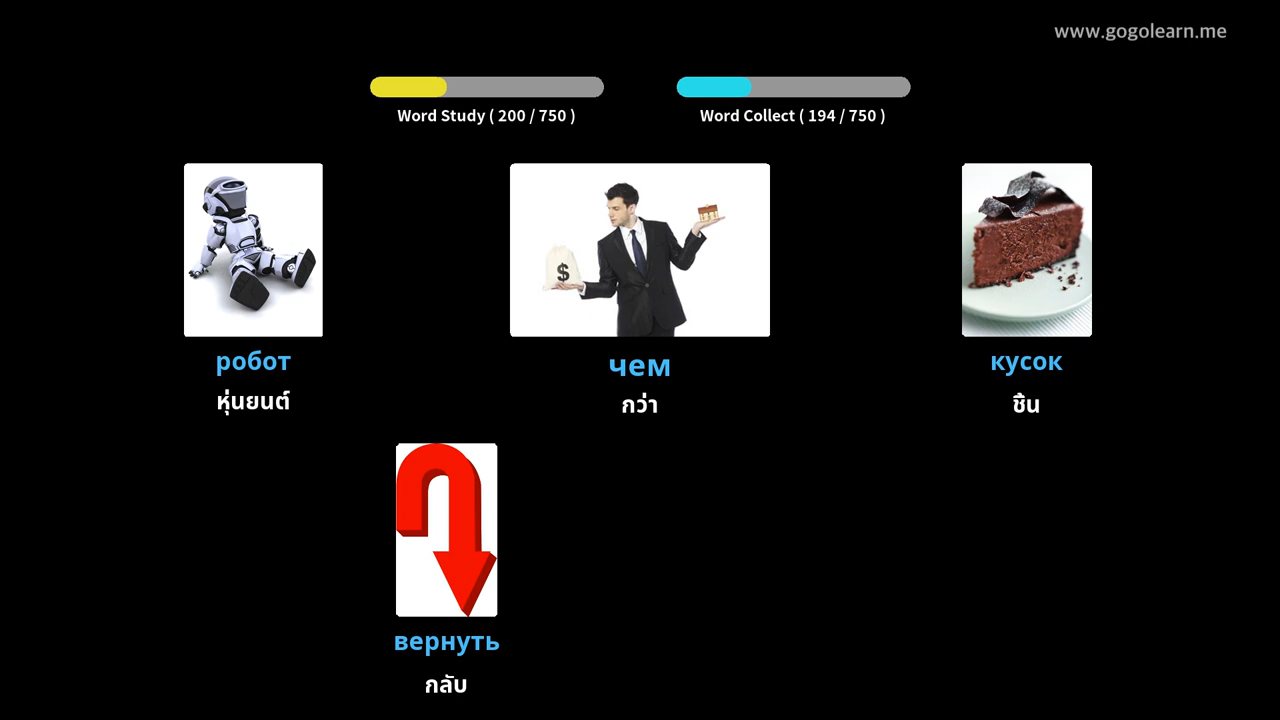 www.gogolearn.me
Word Study ( 200 / 750 )
Word Collect ( 194 / 750 )
$
робот
чем
кусок
หุ่นยนต์
กว่า
ชิ้น
вернуть
กลับ